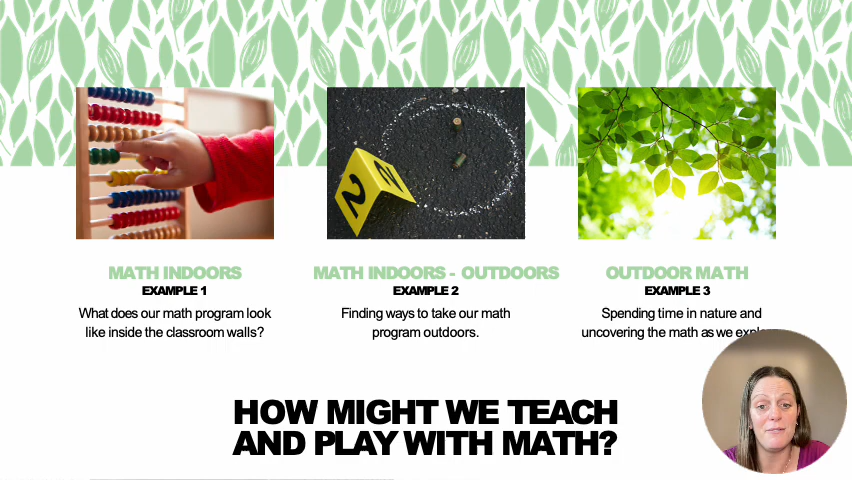 2
2
MATH INDOORS
EXAMPLE 1
What does our math program look
like inside the classroom walls?
MATH INDOORS - OUTDOORS
EXAMPLE 2
Finding ways to take our math
program outdoors.
OUTDOOR MATH
EXAMPLE 3
Spending time in nature and
uncovering the math as we
HOW MIGHT WE TEACH
AND PLAY WITH MATH?